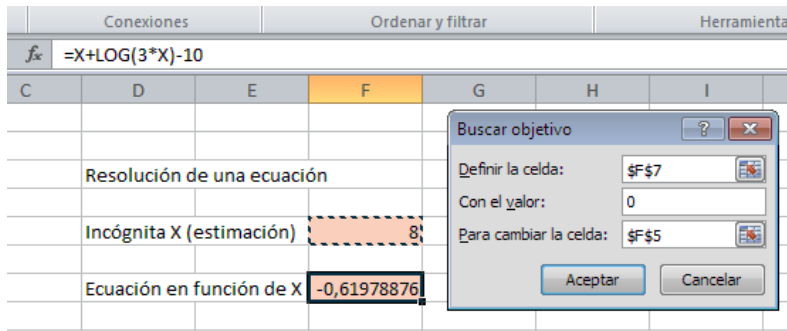 Conexiones Ordenar y filtrar Herramienta
fx =X+LOG(3*X)-10
C D E F G H I
Buscar objetivo
Resolución de una ecuación
Definir la celda: $F$7
Con el valor: 0
Incógnita X (estimación) 8
Para cambiar la celda: $F$5
Aceptar Cancelar
Ecuación en función de X -0,61978876